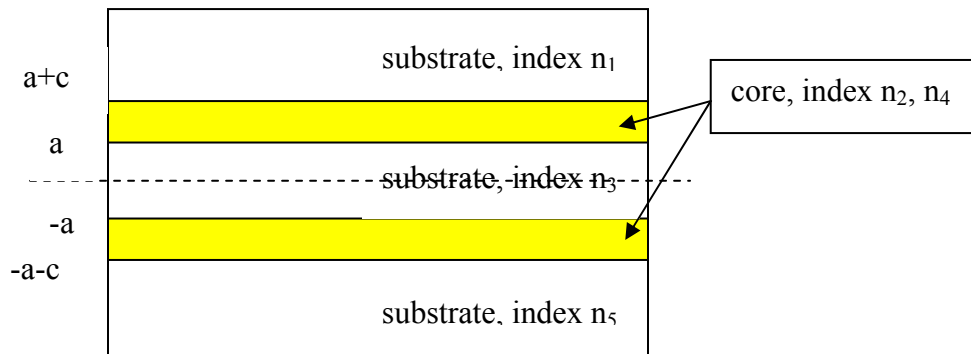 substrate, index n₁
a+c
core, index n₂, n₄
a
substrate, index n₃
-a
-a-c
substrate, index n₅